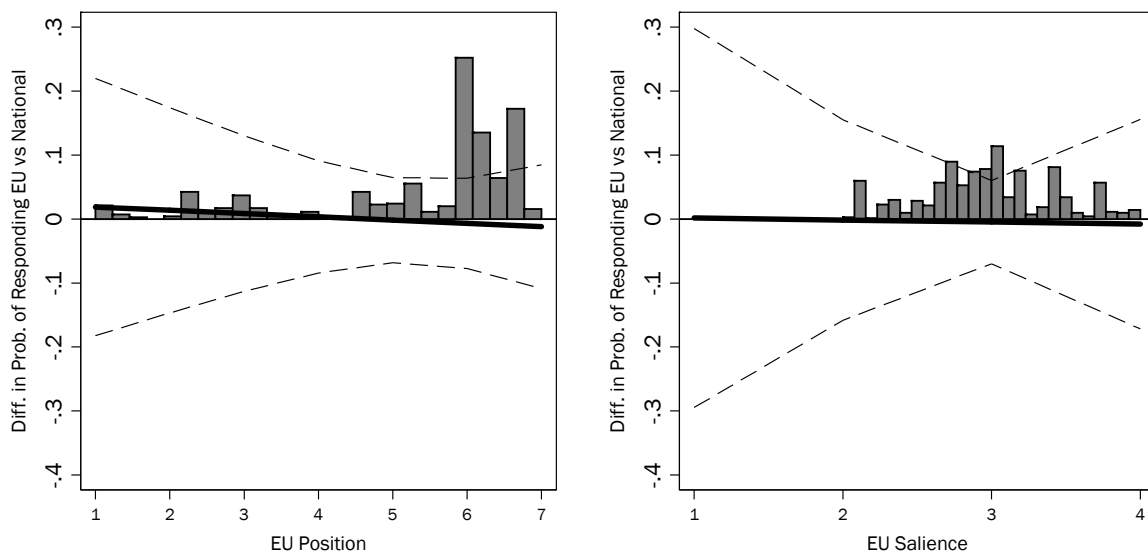 Diff. in Prob. of Responding EU vs National
.3
.2
.1
0
-.1
-.2
-.3
-.4
1 2 3 4 5 6 7
EU Position
Diff. in Prob. of Responding EU vs National
.3
.2
.1
0
-.1
-.2
-.3
-.4
1 2 3 4
EU Salience